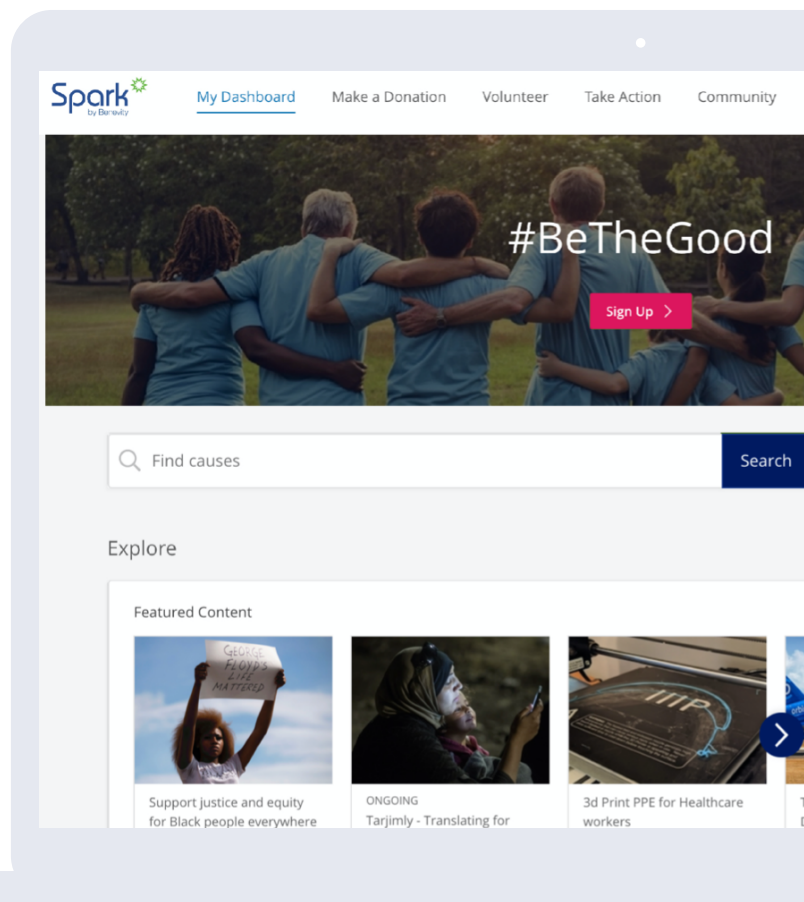 Spark
by Benevity
My Dashboard
Make a Donation
Volunteer
Take Action
Community
#BeTheGood
Sign Up
Find causes
Search
Explore
Featured Content
GEORGE
FLOYD'S
LIFE
MATTERED
Support justice and equity
for Black people everywhere
ONGOING
Tarjimly - Translating for
3d Print PPE for Healthcare
workers